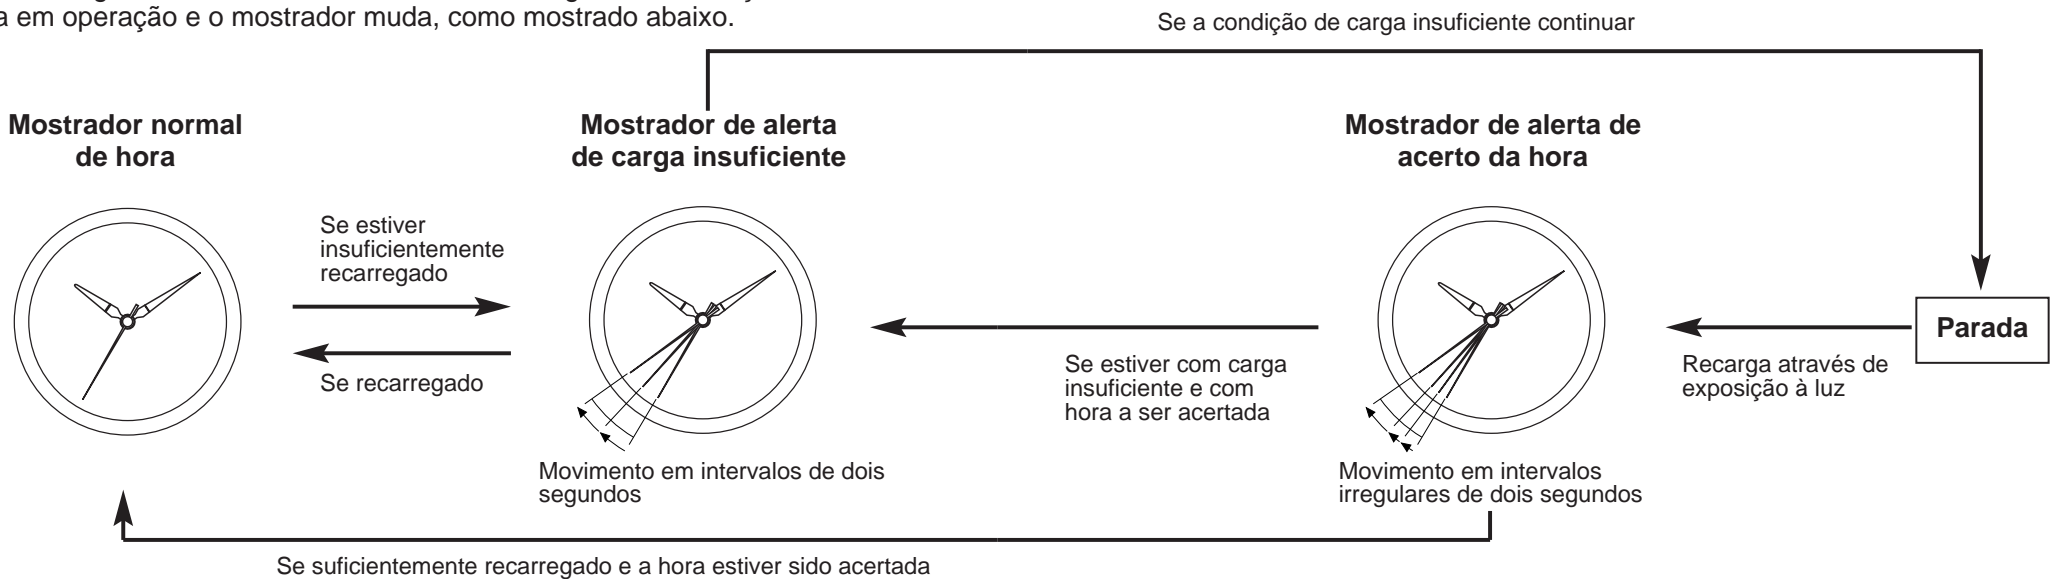 a em operação e o mostrador muda, como mostrado abaixo.
Se a condição de carga insuficiente continuar
Mostrador normal
de hora
Mostrador de alerta
de carga insuficiente
Mostrador de alerta de
acerto da hora
Se estiver
insuficientemente
recarregado
Se recarregado
Se estiver com carga
insuficiente e com
hora a ser acertada
Parada
Recarga através de
exposição à luz
Movimento em intervalos de dois
segundos
Movimento em intervalos
irregulares de dois segundos
Se suficientemente recarregado e a hora estiver sido acertada